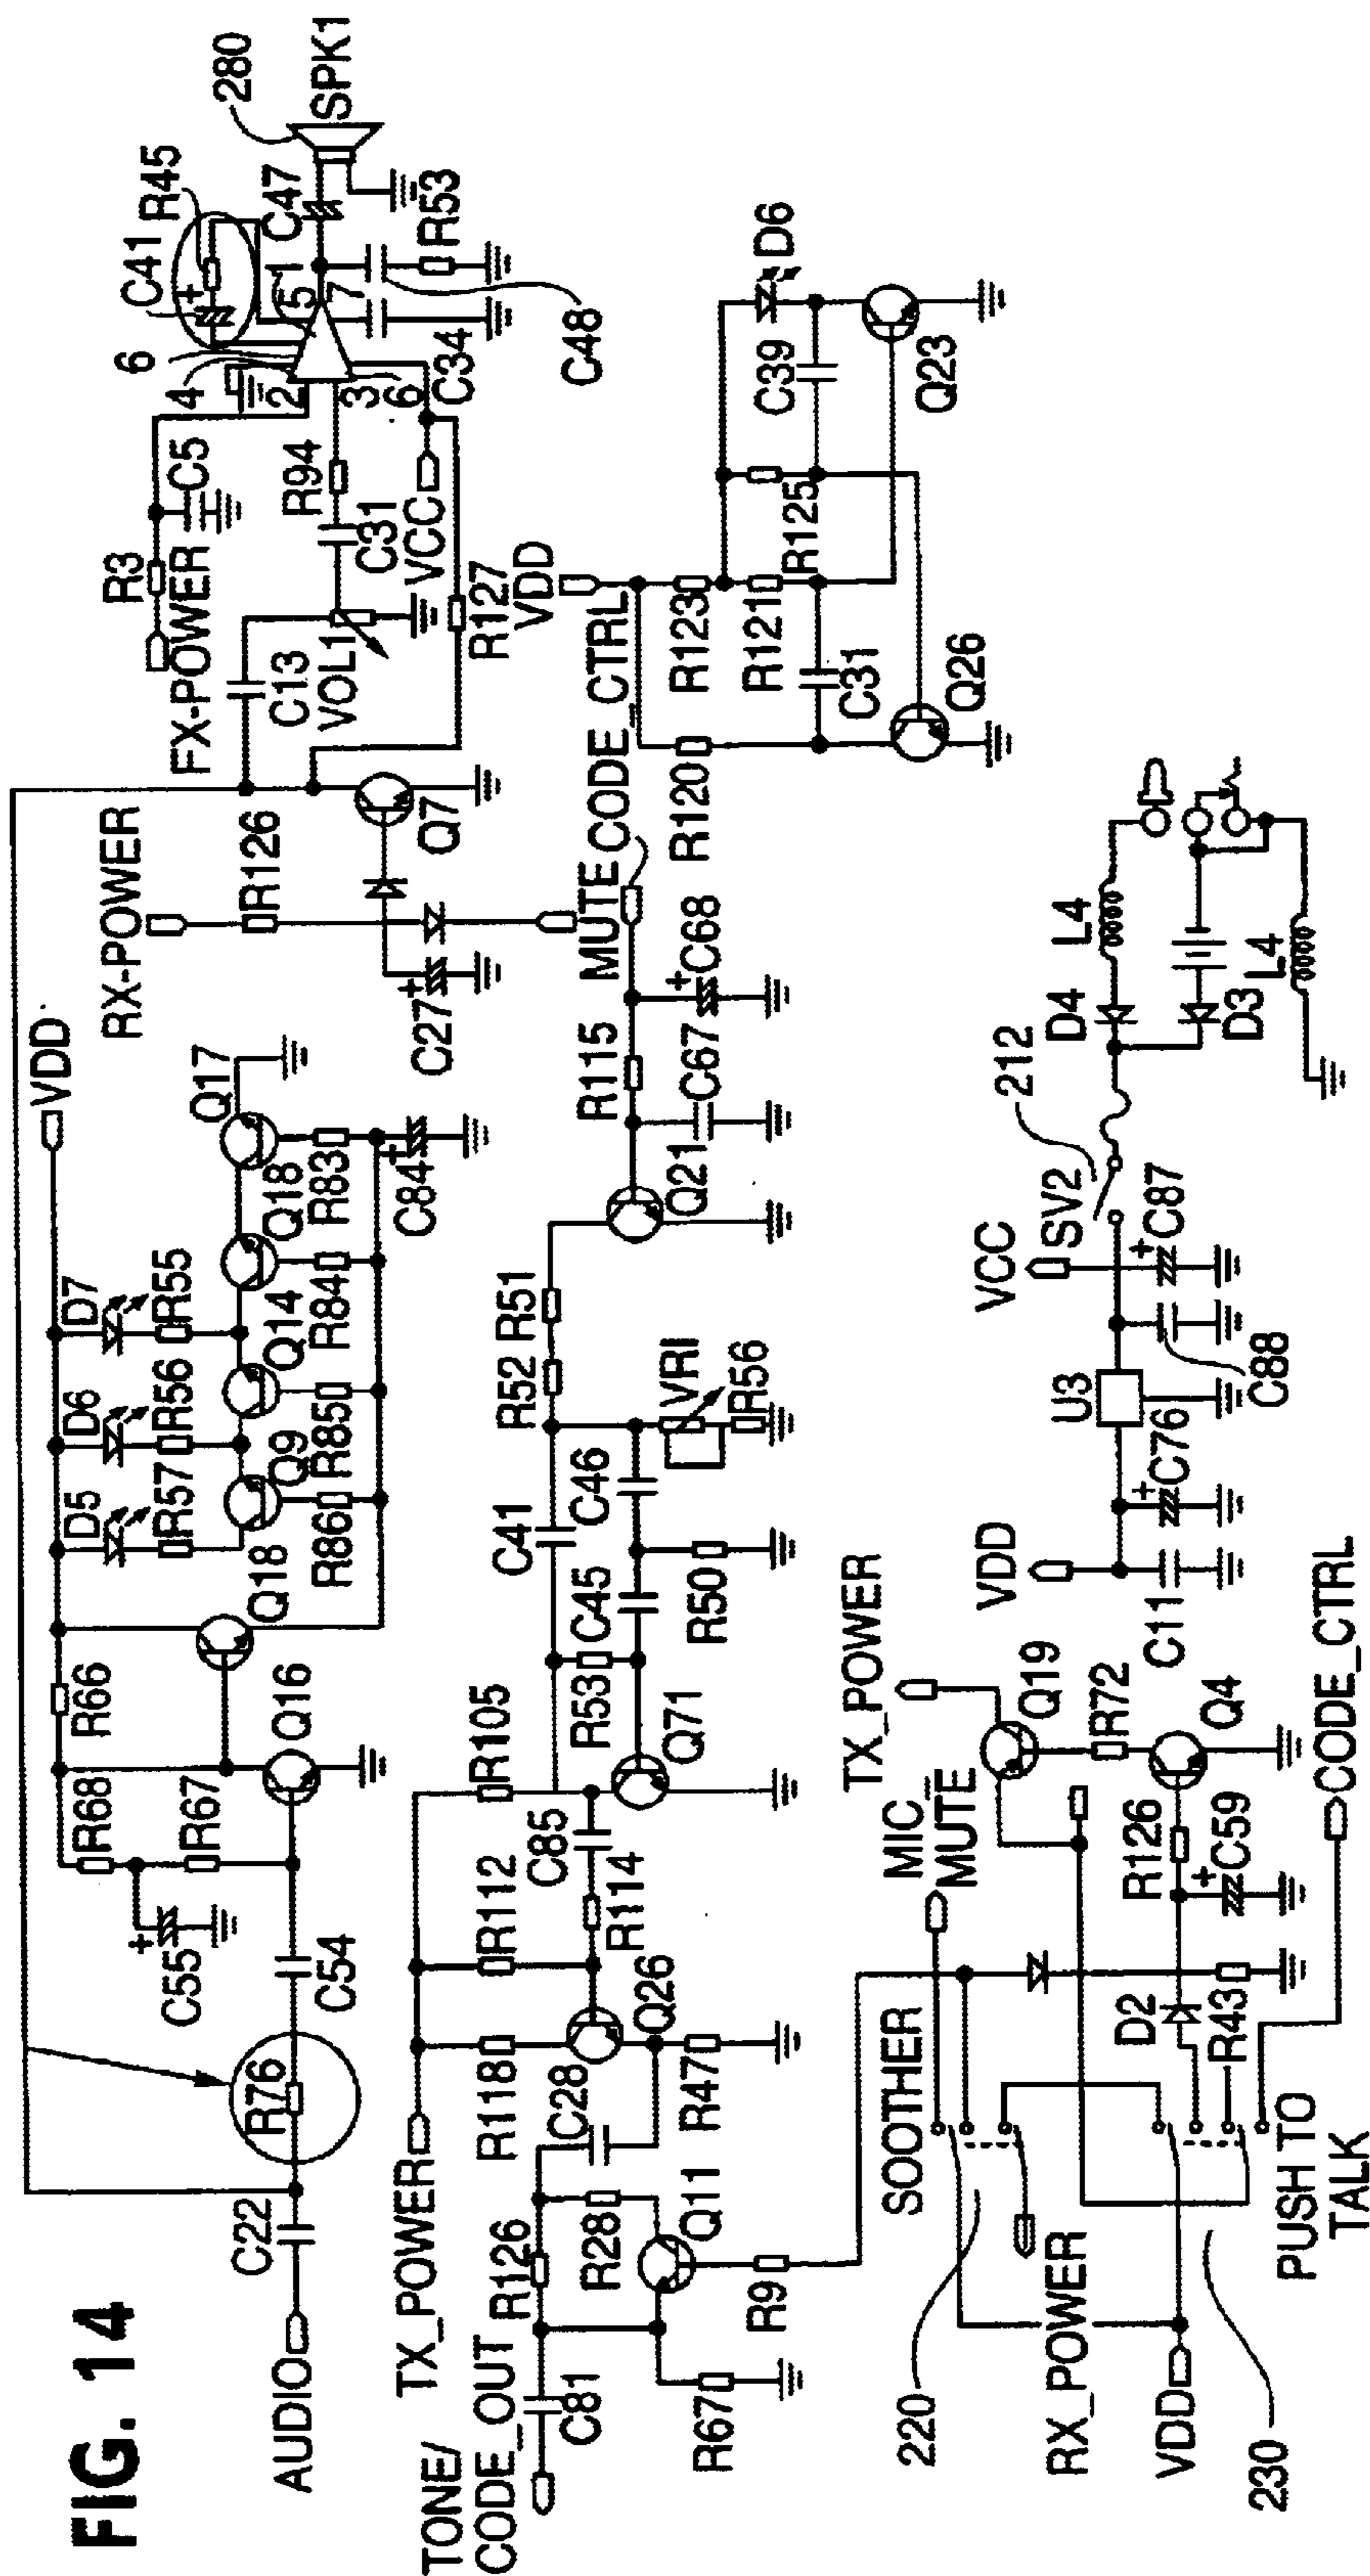 FIG. 14
AUDIO
C22
R76
C54
C55
R68
R67
R66
Q16
Q18
D5
R57
R86
Q9
D6
R56
R85
Q14
D7
R55
R84
Q18
R83
Q17
C84
VDD
RX-POWER
R126
C27
Q7
MUTE
FX-POWER
R3
C5
C13
VOL1
C31
R94
VCC
R127
2
4
6
3
6
5
1
7
C41
R45
C47
C34
C48
R53
280
SPK1
TONE/
CODE_OUT
TX_POWER
C81
R126
R67
R28
Q11
R9
C28
R118
R112
Q26
R47
R114
C85
R105
Q71
R53
C41
C45
R50
C46
R52
R51
VRI
R56
Q21
R115
C67
C68
CODE_CTRL
VDD
R120
R123
R121
R125
C31
Q26
C39
D6
Q23
220
SOOTHER
RX_POWER
VDD
230
PUSH TO
TALK
MIC_
MUTE
TX_POWER
D2
R43
C59
R126
R72
Q19
Q4
CODE_CTRL
VDD
C11
C76
U3
C88
VCC
C87
SV2
212
D4
L4
D3
L4